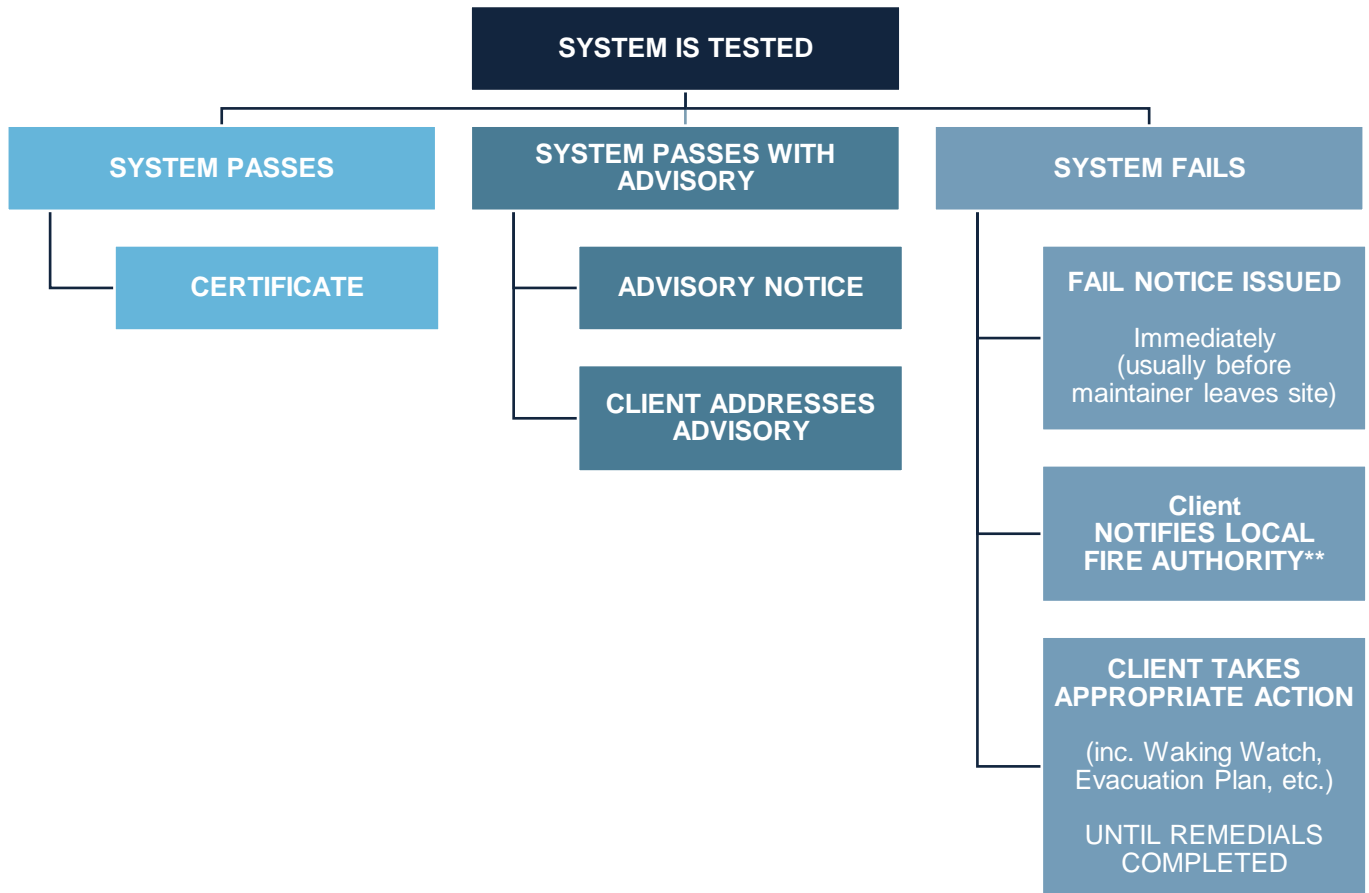 SYSTEM IS TESTED
SYSTEM PASSES
CERTIFICATE
SYSTEM PASSES WITH
ADVISORY
ADVISORY NOTICE
CLIENT ADDRESSES
ADVISORY
SYSTEM FAILS
FAIL NOTICE ISSUED
Immediately
(usually before
maintainer leaves site)
Client
NOTIFIES LOCAL
FIRE AUTHORITY**
CLIENT TAKES
APPROPRIATE ACTION
(inc. Waking Watch,
Evacuation Plan, etc.)
UNTIL REMEDIALS
COMPLETED